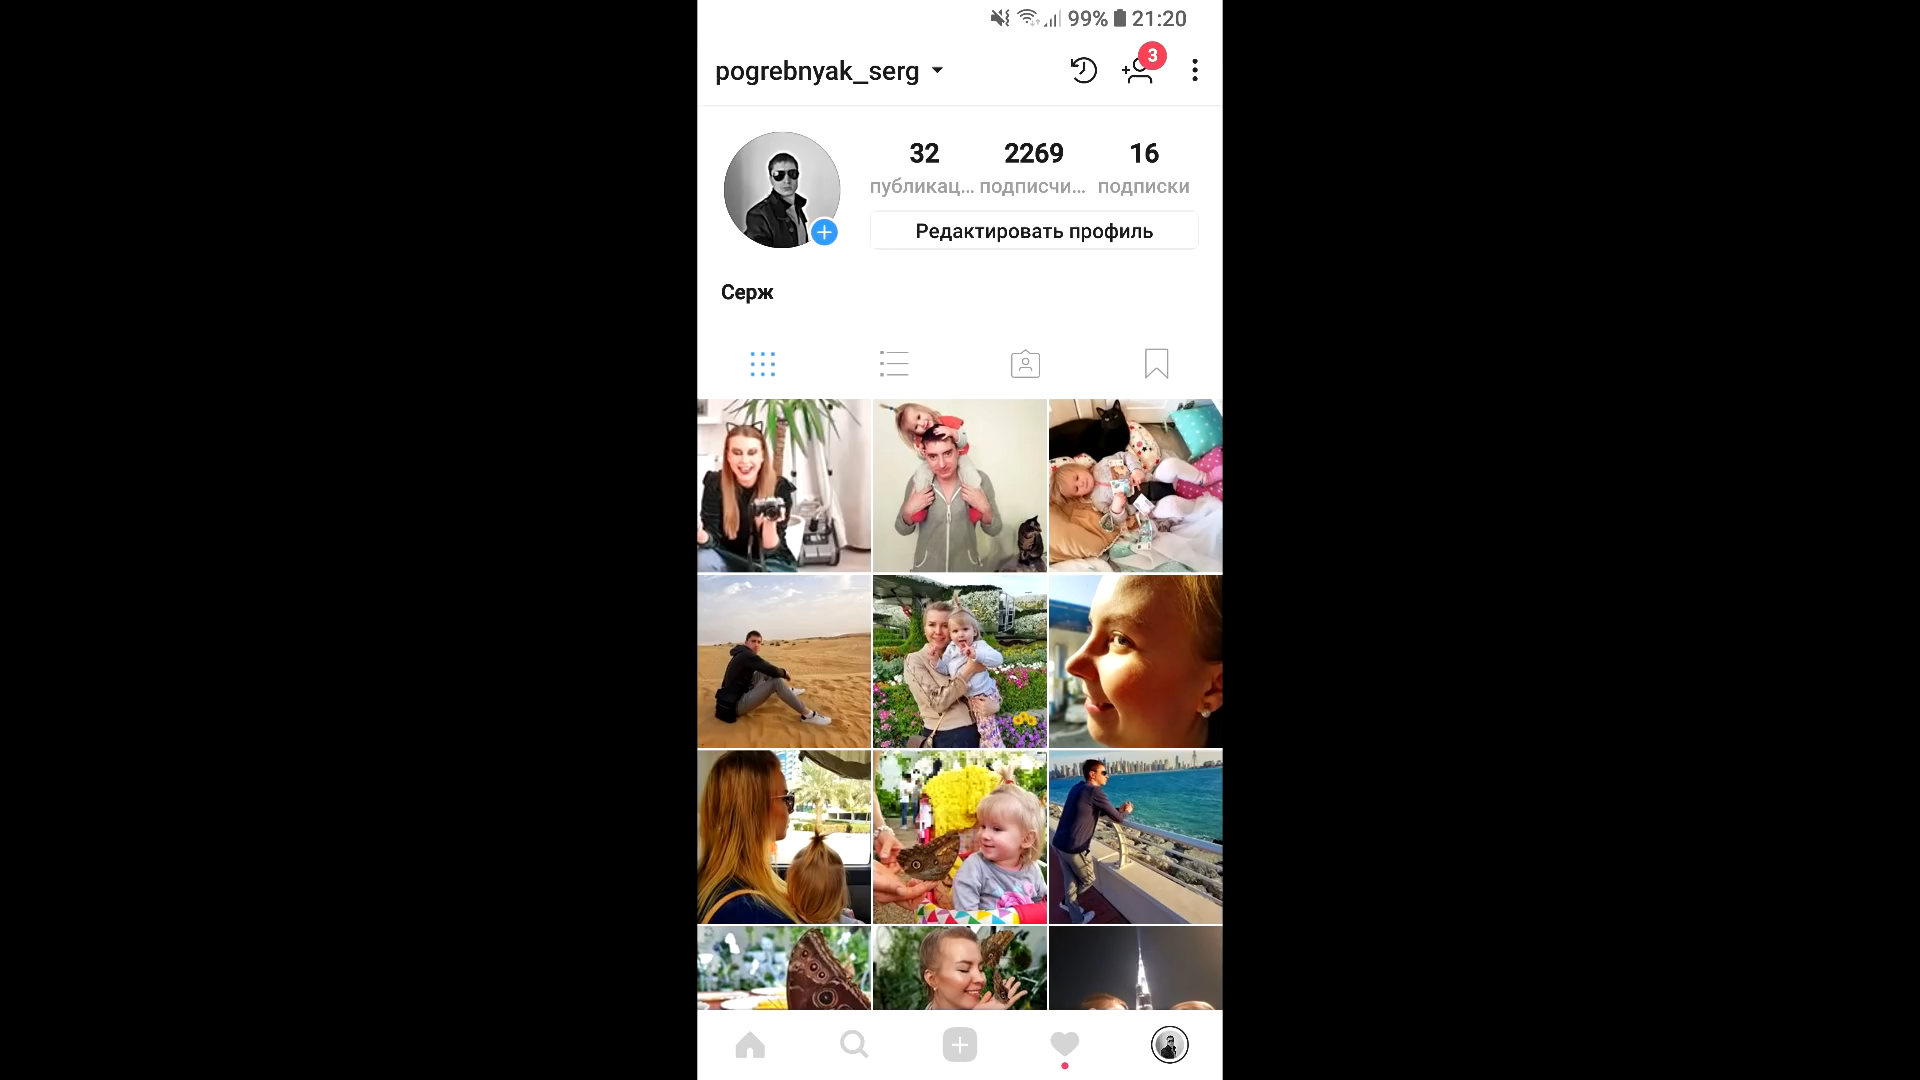 99% 21:20
pogrebnyak_serg 3
32 2269 16
публикац... подписчи... подписки
Редактировать профиль
Серж